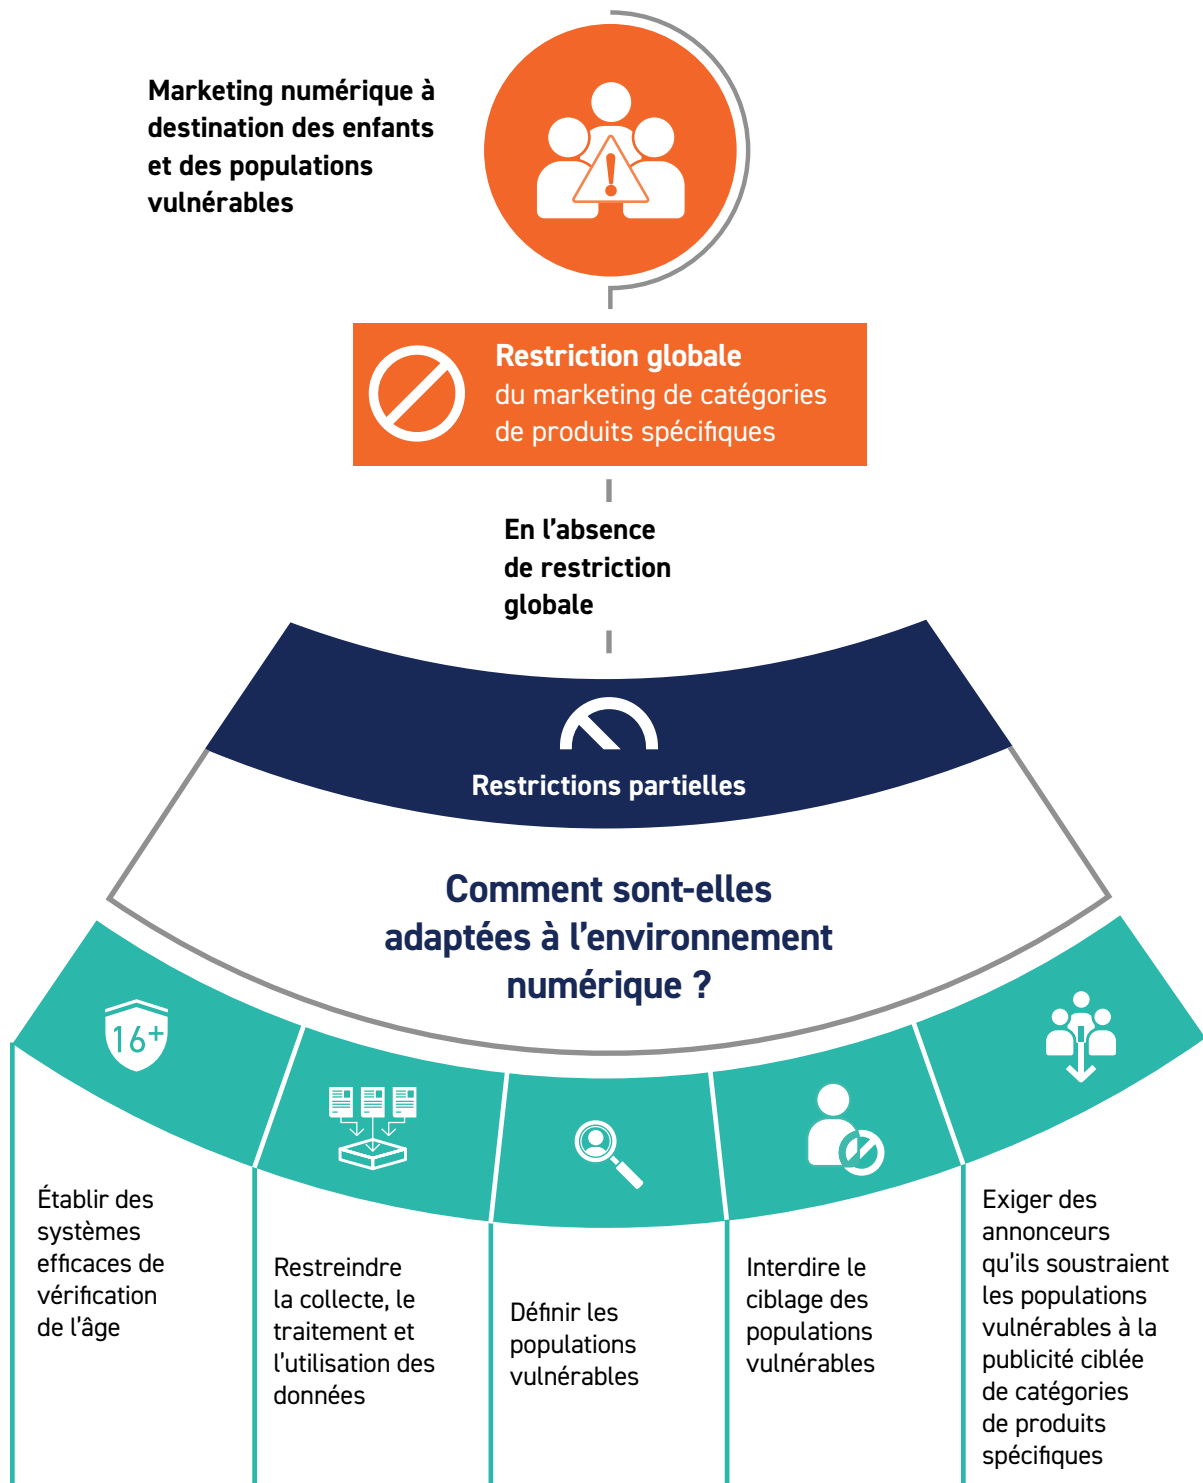 Marketing numérique à
destination des enfants
et des populations
vulnérables
Restriction globale
du marketing de catégories
de produits spécifiques
En l’absence
de restriction
globale
Restrictions partielles
Comment sont-elles
adaptées à l’environnement
numérique ?
16+
Établir des
systèmes
efficaces de
vérification
de l’âge
Restreindre
la collecte, le
traitement et
l’utilisation des
données
Définir les
populations
vulnérables
Interdire le
ciblage des
populations
vulnérables
Exiger des
annonceurs
qu’ils soustraient
les populations
vulnérables à la
publicité ciblée
de catégories
de produits
spécifiques